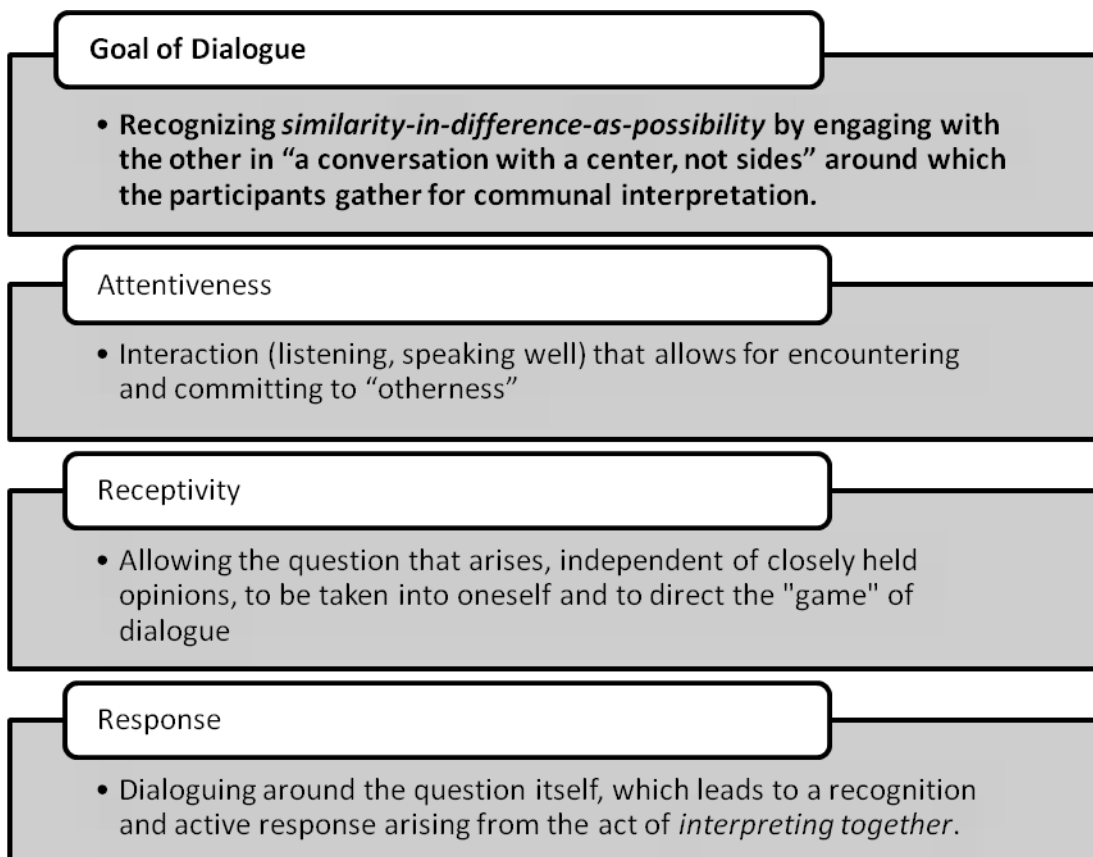 Goal of Dialogue
• Recognizing similarity-in-difference-as-possibility by engaging with
the other in “a conversation with a center, not sides” around which
the participants gather for communal interpretation.
Attentiveness
• Interaction (listening, speaking well) that allows for encountering
and committing to “otherness”
Receptivity
• Allowing the question that arises, independent of closely held
opinions, to be taken into oneself and to direct the "game" of
dialogue
Response
• Dialoguing around the question itself, which leads to a recognition
and active response arising from the act of interpreting together.